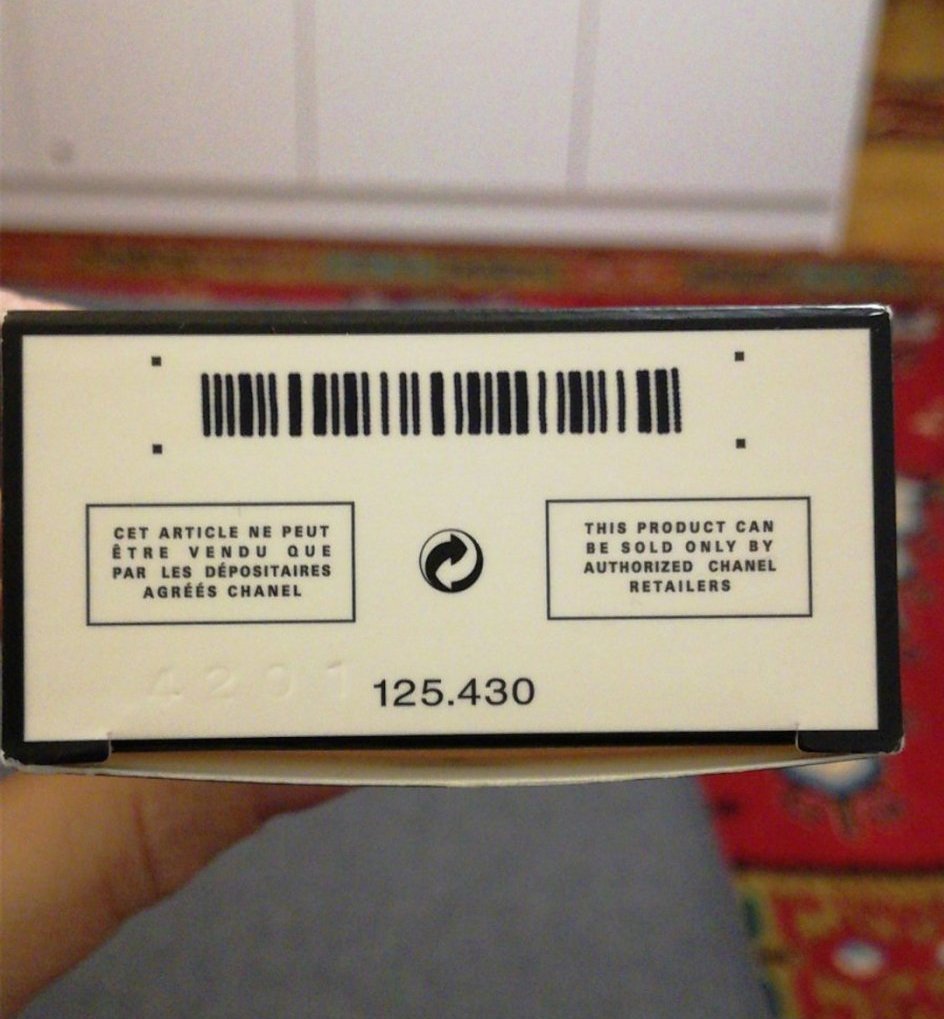 CET ARTICLE NE PEUT
ÊTRE VENDU QUE
PAR LES DÉPOSITAIRES
AGRÉÉS CHANEL
THIS PRODUCT CAN
BE SOLD ONLY BY
AUTHORIZED CHANEL
RETAILERS
4201
125.430